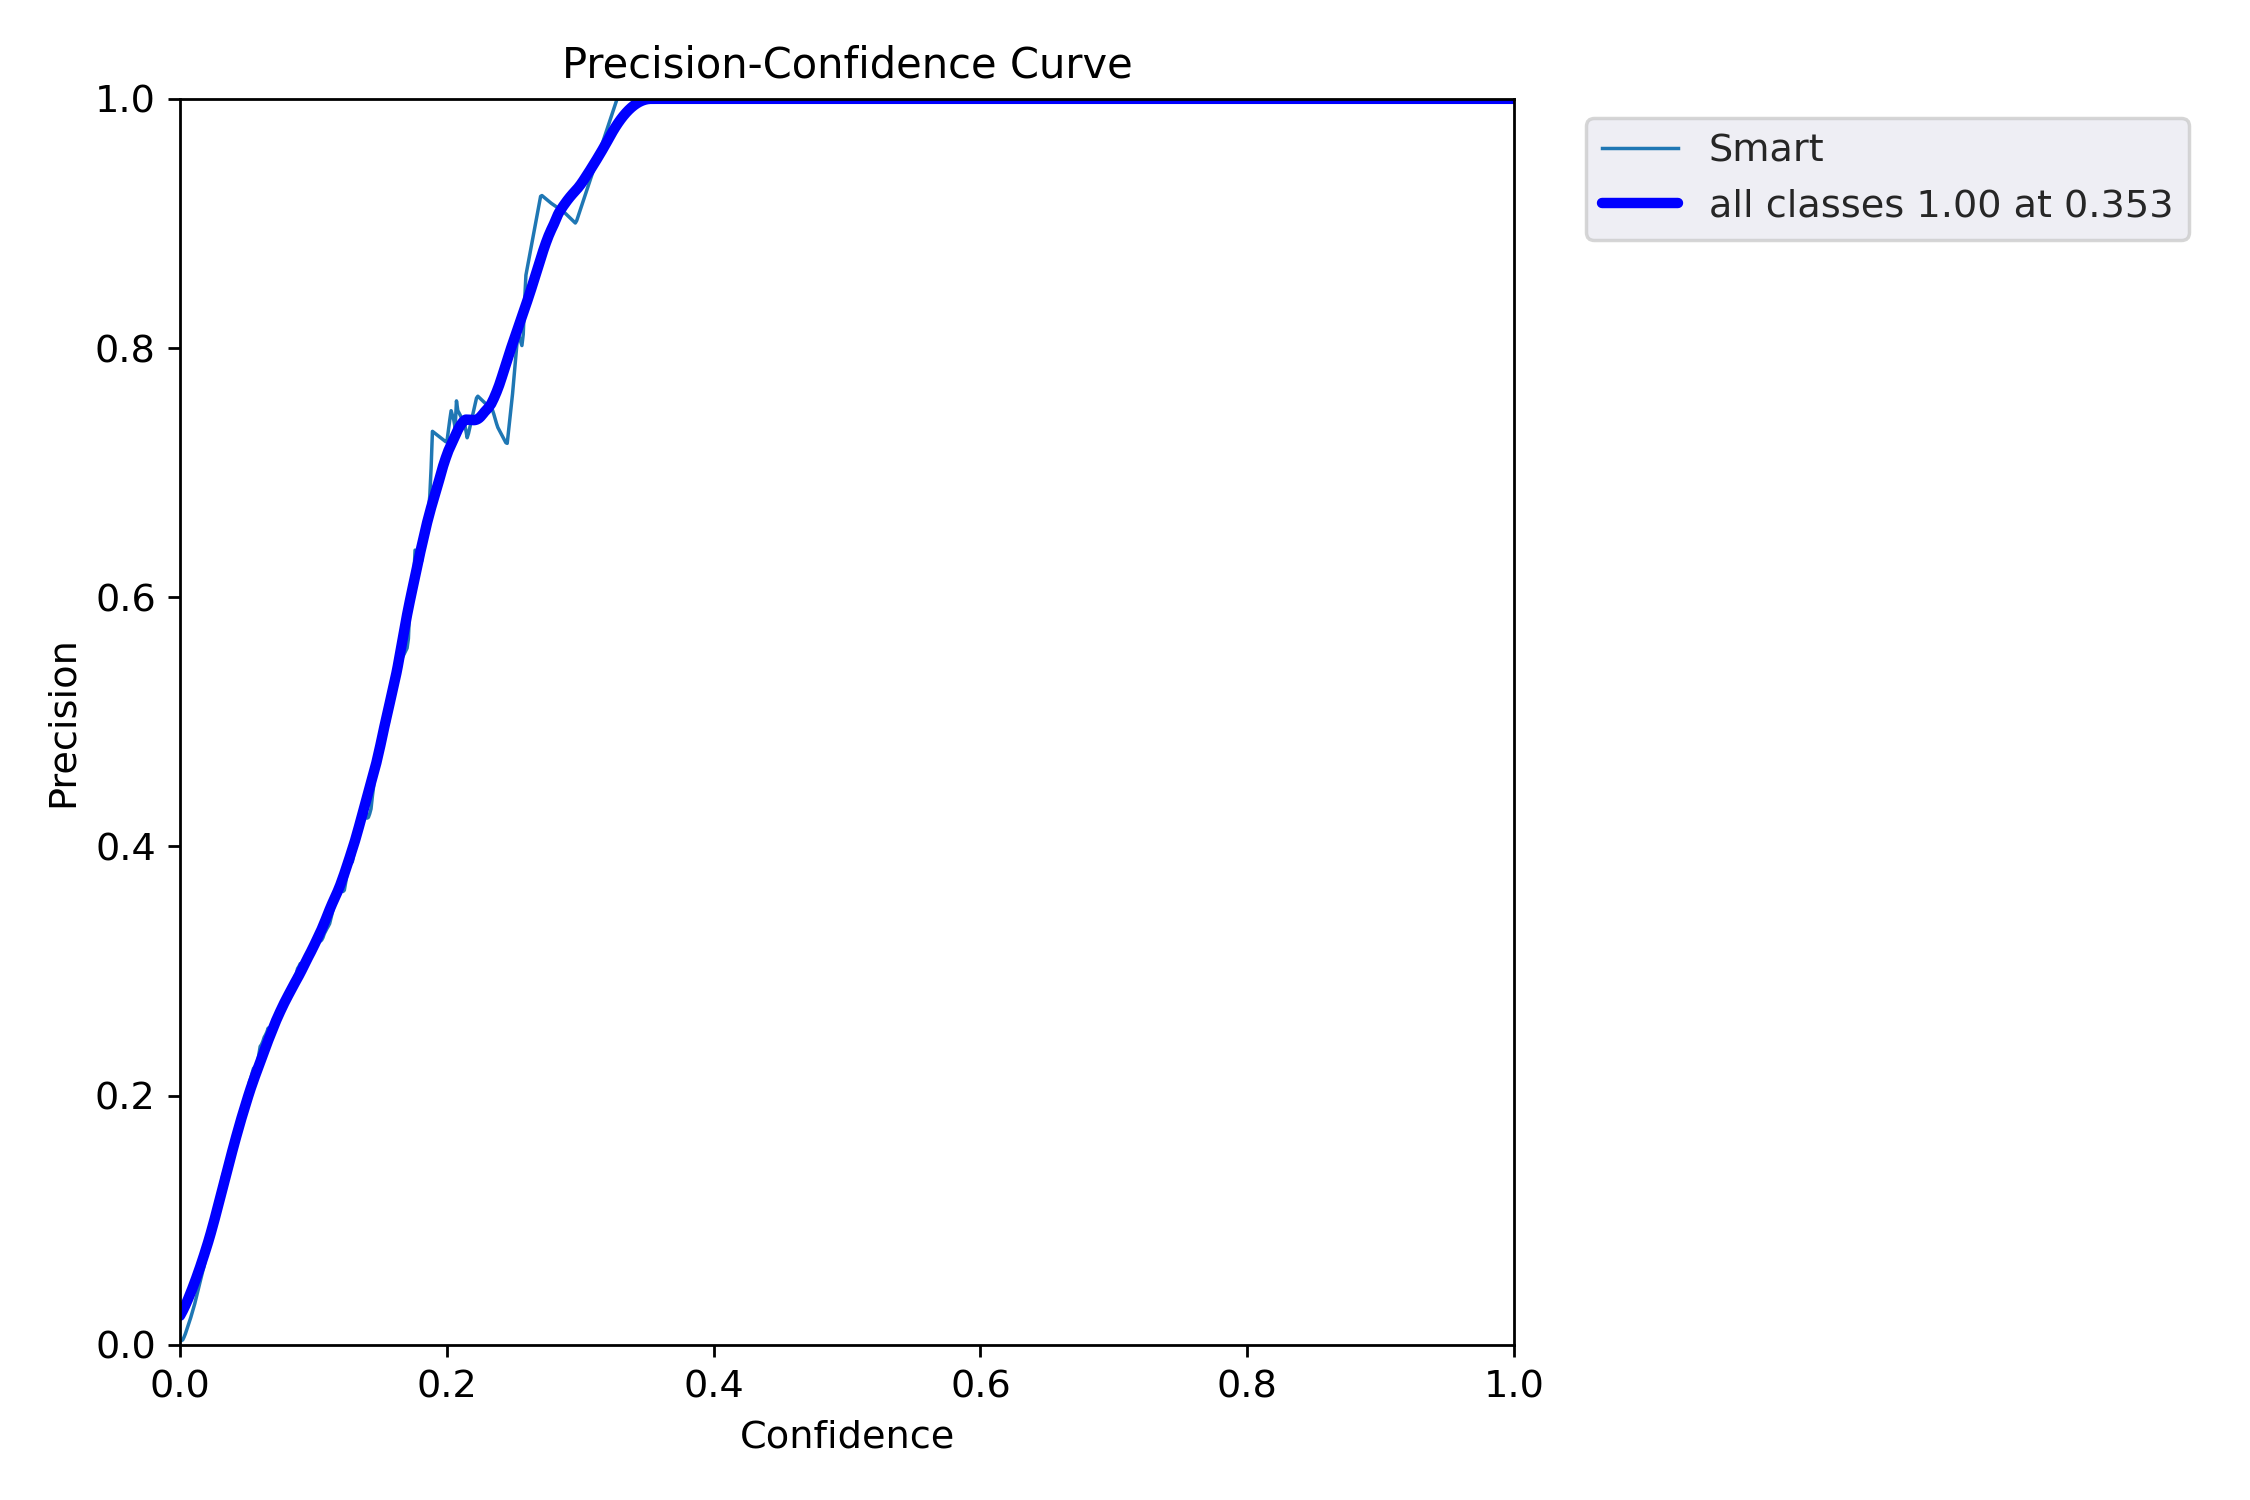 Precision-Confidence Curve
Smart
all classes 1.00 at 0.353
Precision
1.0
0.8
0.6
0.4
0.2
0.0
0.0 0.2 0.4 0.6 0.8 1.0
Confidence